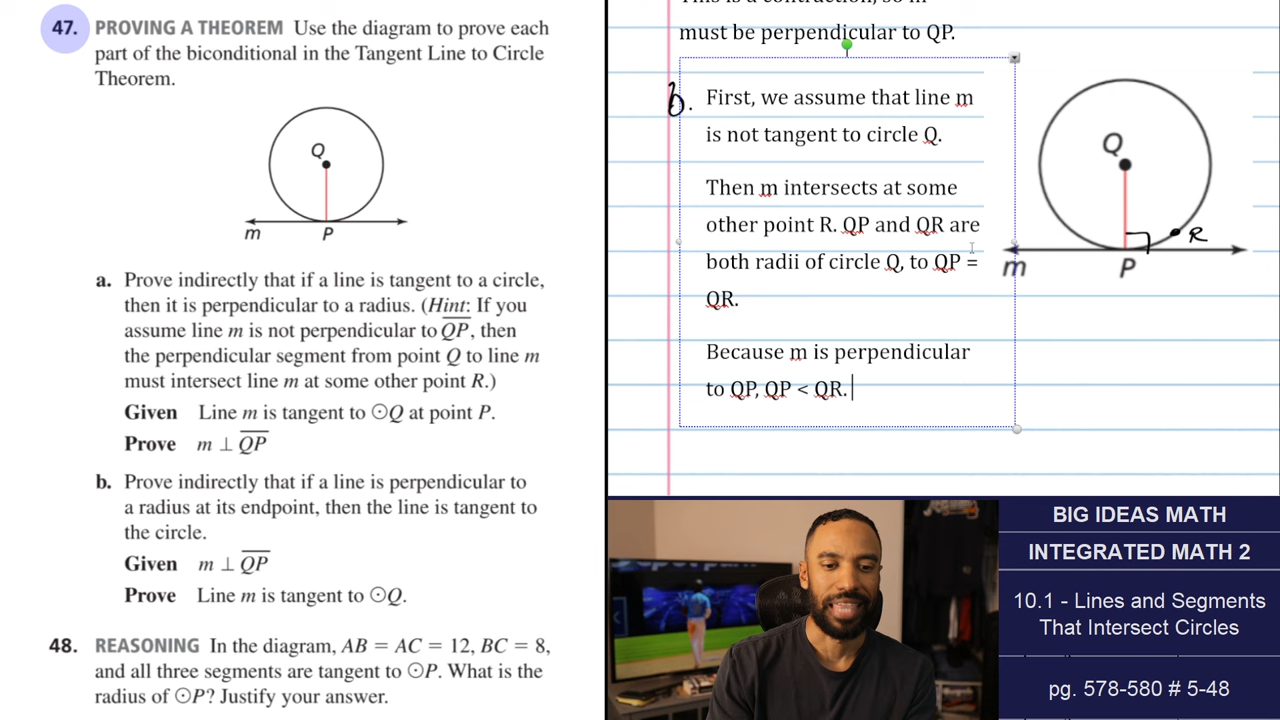 47. PROVING A THEOREM Use the diagram to prove each
part of the biconditional in the Tangent Line to Circle
Theorem.
Q
m
P
a. Prove indirectly that if a line is tangent to a circle,
then it is perpendicular to a radius. (Hint: If you
assume line m is not perpendicular to QP, then
the perpendicular segment from point Q to line m
must intersect line m at some other point R.)
Given Line m is tangent to ⊙Q at point P.
Prove m ⊥ QP
b. Prove indirectly that if a line is perpendicular to
a radius at its endpoint, then the line is tangent to
the circle.
Given m ⊥ QP
Prove Line m is tangent to ⊙Q.
48. REASONING In the diagram, AB = AC = 12, BC = 8,
and all three segments are tangent to ⊙P. What is the
radius of ⊙P? Justify your answer.
must be perpendicular to QP.
b. First, we assume that line m
is not tangent to circle Q.
Then m intersects at some
other point R. QP and QR are
both radii of circle Q, to QP =
QR.
Because m is perpendicular
to QP, QP < QR.
Q
R
m
P
BIG IDEAS MATH
INTEGRATED MATH 2
10.1 - Lines and Segments
That Intersect Circles
pg. 578-580 # 5-48